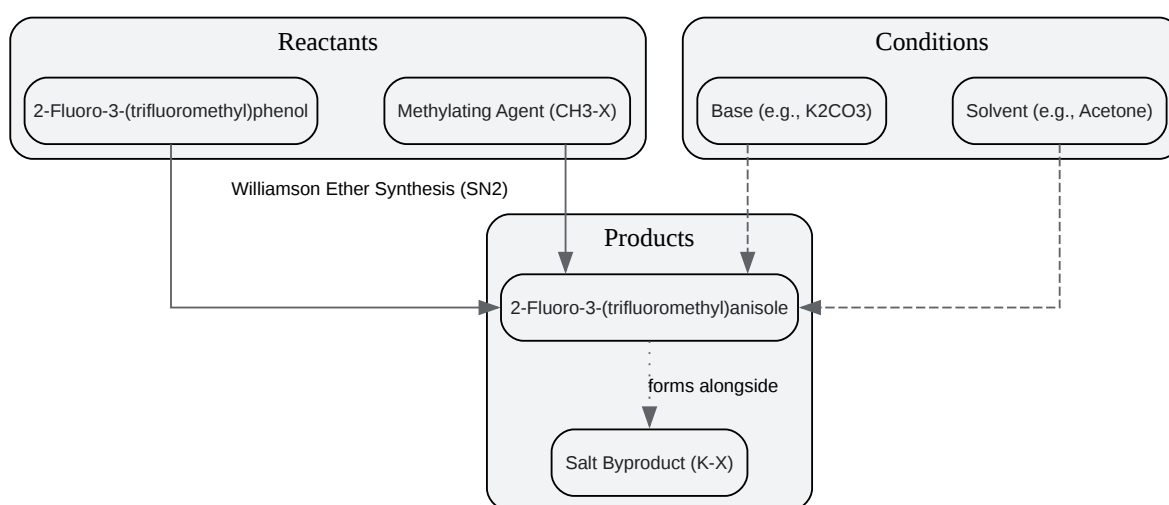 Reactants
Conditions
2-Fluoro-3-(trifluoromethyl)phenol
Methylating Agent (CH3-X)
Base (e.g., K2CO3)
Solvent (e.g., Acetone)
Williamson Ether Synthesis (SN2)
Products
2-Fluoro-3-(trifluoromethyl)anisole
forms alongside
Salt Byproduct (K-X)